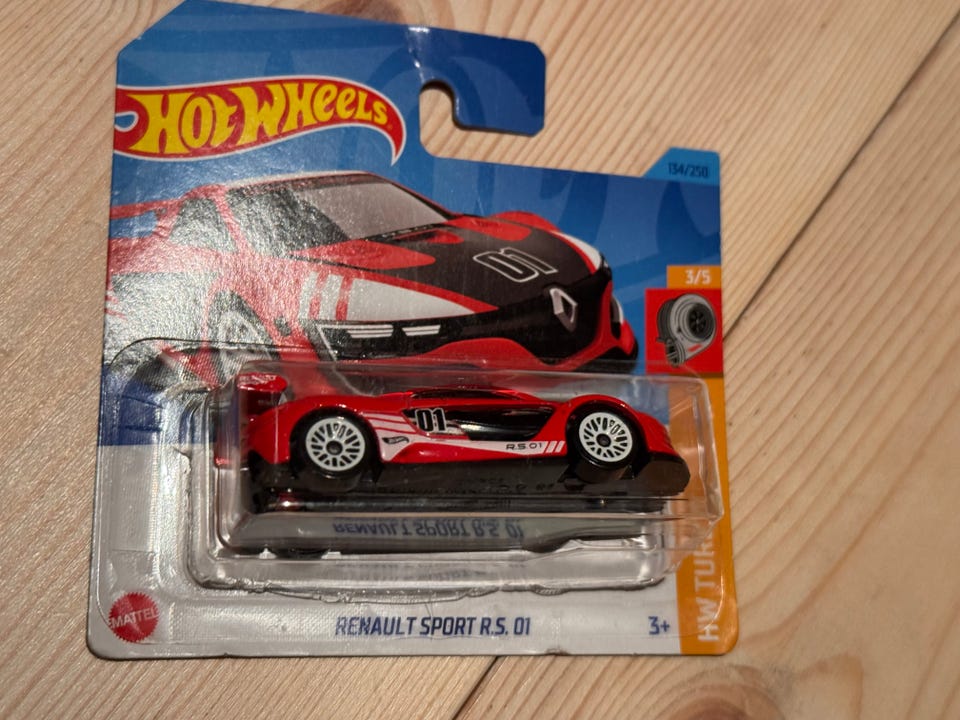 HOT WHEELS
134/250
3/5
01
01
R.S. 01
RENAULT SPORT R.S. 01
MATTEL
RENAULT SPORT R.S. 01
3+
HW TUR